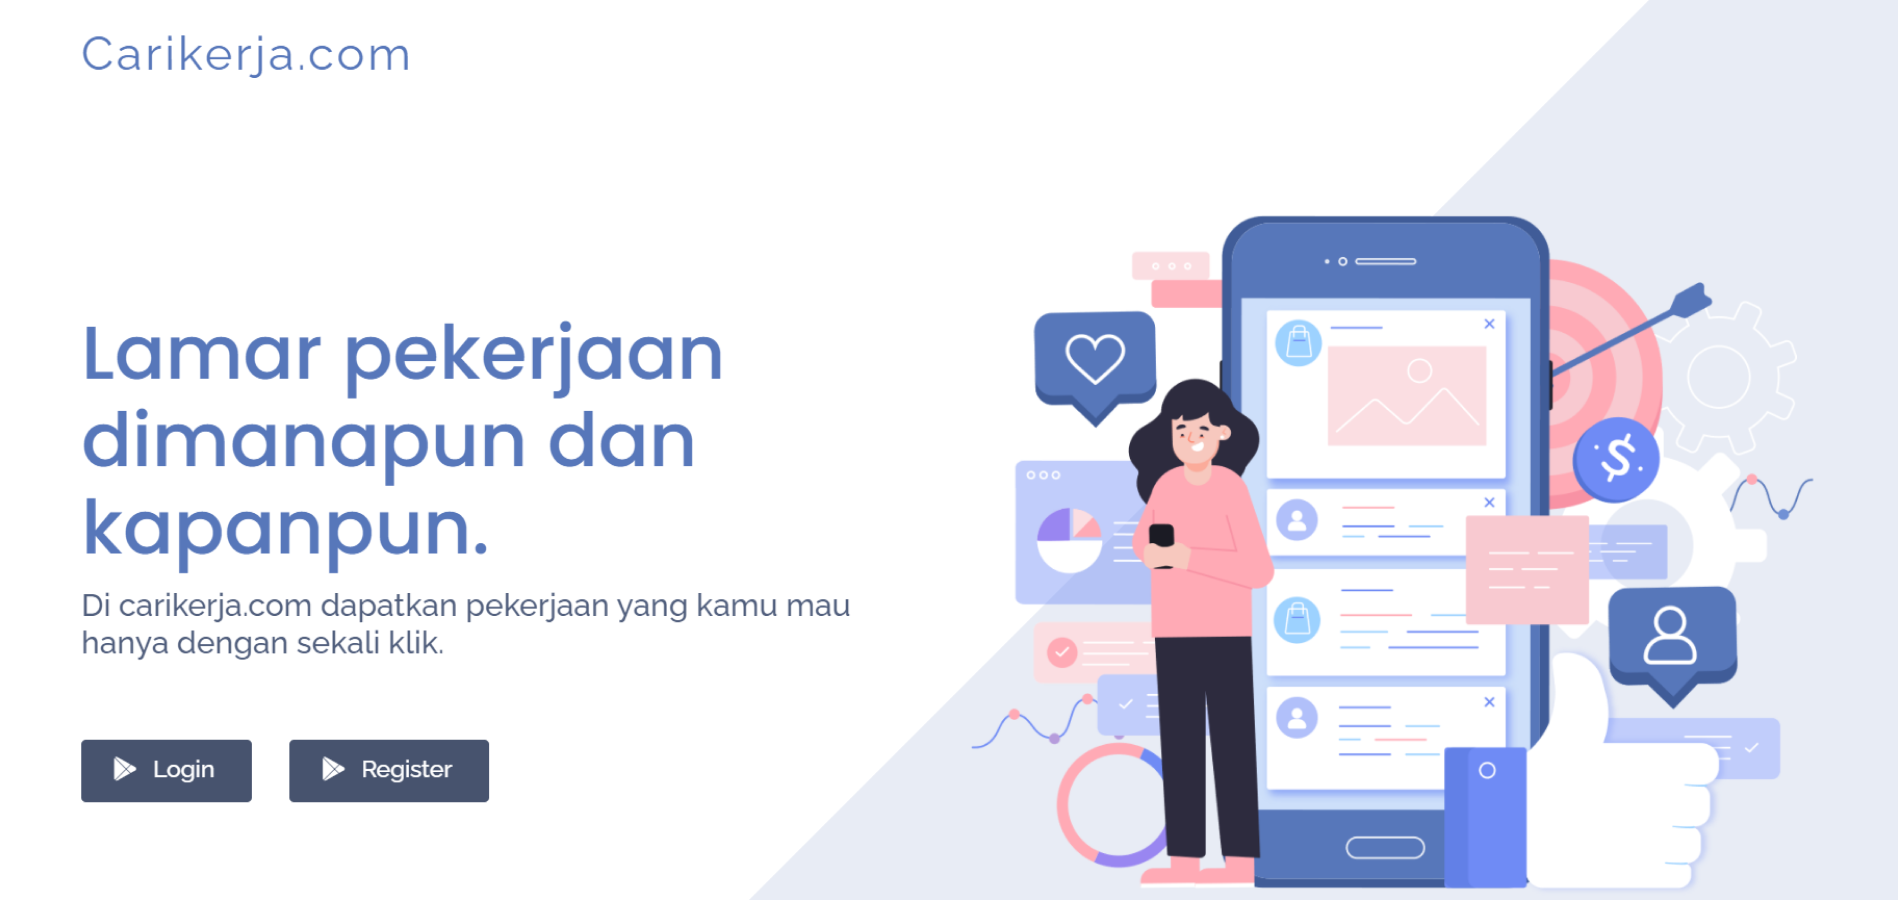 Carikerja.com
Lamar pekerjaan
dimanapun dan
kapanpun.
Di carikerja.com dapatkan pekerjaan yang kamu mau
hanya dengan sekali klik.
Login
Register